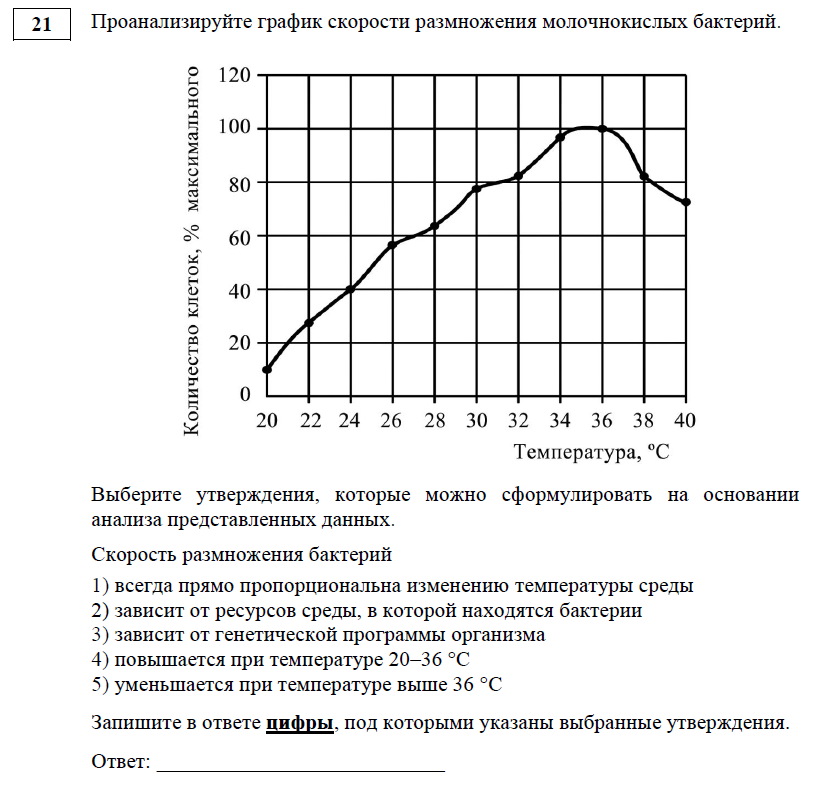 21
Проанализируйте график скорости размножения молочнокислых бактерий.
Количество клеток, % максимального
120
100
80
60
40
20
0
20 22 24 26 28 30 32 34 36 38 40
Температура, °С
Выберите утверждения, которые можно сформулировать на основании
анализа представленных данных.
Скорость размножения бактерий
1) всегда прямо пропорциональна изменению температуры среды
2) зависит от ресурсов среды, в которой находятся бактерии
3) зависит от генетической программы организма
4) повышается при температуре 20–36 °С
5) уменьшается при температуре выше 36 °С
Запишите в ответе цифры, под которыми указаны выбранные утверждения.
Ответ: ___________________________